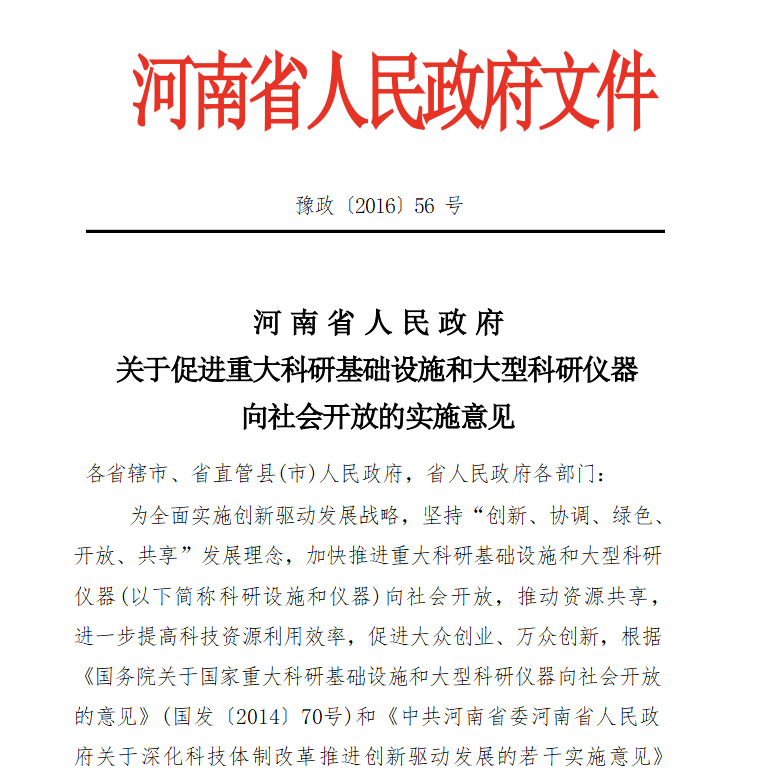 河南省人民政府文件
豫政〔2016〕56 号
河南省人民政府
关于促进重大科研基础设施和大型科研仪器
向社会开放的实施意见
各省辖市、省直管县(市)人民政府，省人民政府各部门：
为全面实施创新驱动发展战略，坚持“创新、协调、绿色、
开放、共享”发展理念，加快推进重大科研基础设施和大型科研
仪器(以下简称科研设施和仪器)向社会开放，推动资源共享，
进一步提高科技资源利用效率，促进大众创业、万众创新，根据
《国务院关于国家重大科研基础设施和大型科研仪器向社会开放
的意见》(国发〔2014〕70号)和《中共河南省委河南省人民政
府关于深化科技体制改革推进创新驱动发展的若干实施意见》